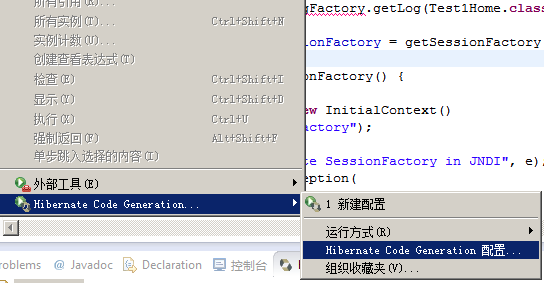 所有引用(R)...
所有实例(I)... Ctrl+Shift+N
实例计数(U)...
创建查看表达式(T)
检查(E) Ctrl+Shift+I
显示(Y) Ctrl+Shift+D
执行(X) Ctrl+U
强制返回(F) Alt+Shift+F
单步跳入选择的内容(I)
外部工具(E)
Hibernate Code Generation...
gFactory.getLog(Test1Home.class
onFactory = getSessionFactory
onFactory() {
ew InitialContext()
actory");
te SessionFactory in JNDI", e)
ception(
1 新建配置
运行方式(R)
Hibernate Code Generation 配置...
组织收藏夹(V)...
roblems @ Javadoc Declaration 控制台